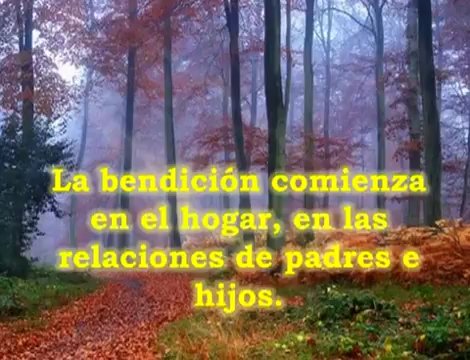 La bendición comienza
en el hogar, en las
relaciones de padres e
hijos.